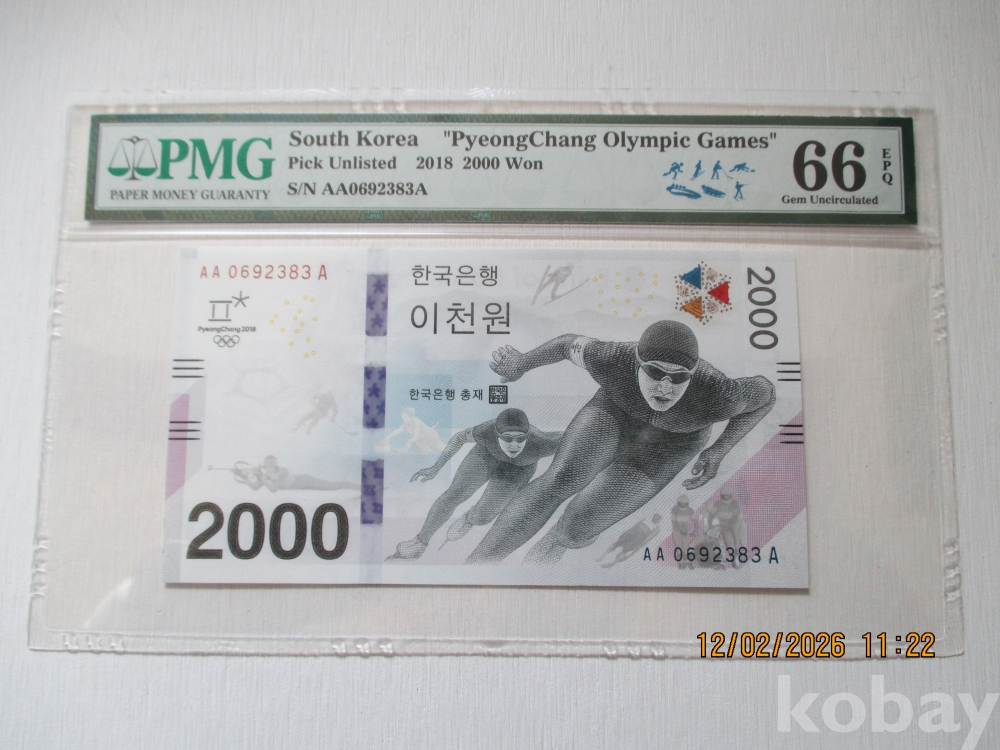 PMG
PAPER MONEY GUARANTY
South Korea "PyeongChang Olympic Games"
Pick Unlisted 2018 2000 Won
S/N AA0692383A
66
EPQ
Gem Uncirculated
AA 0692383 A
PyeongChang 2018
한국은행
이천원
2000
한국은행 총재
2000
AA 0692383 A
12/02/2026 11:22
kobay